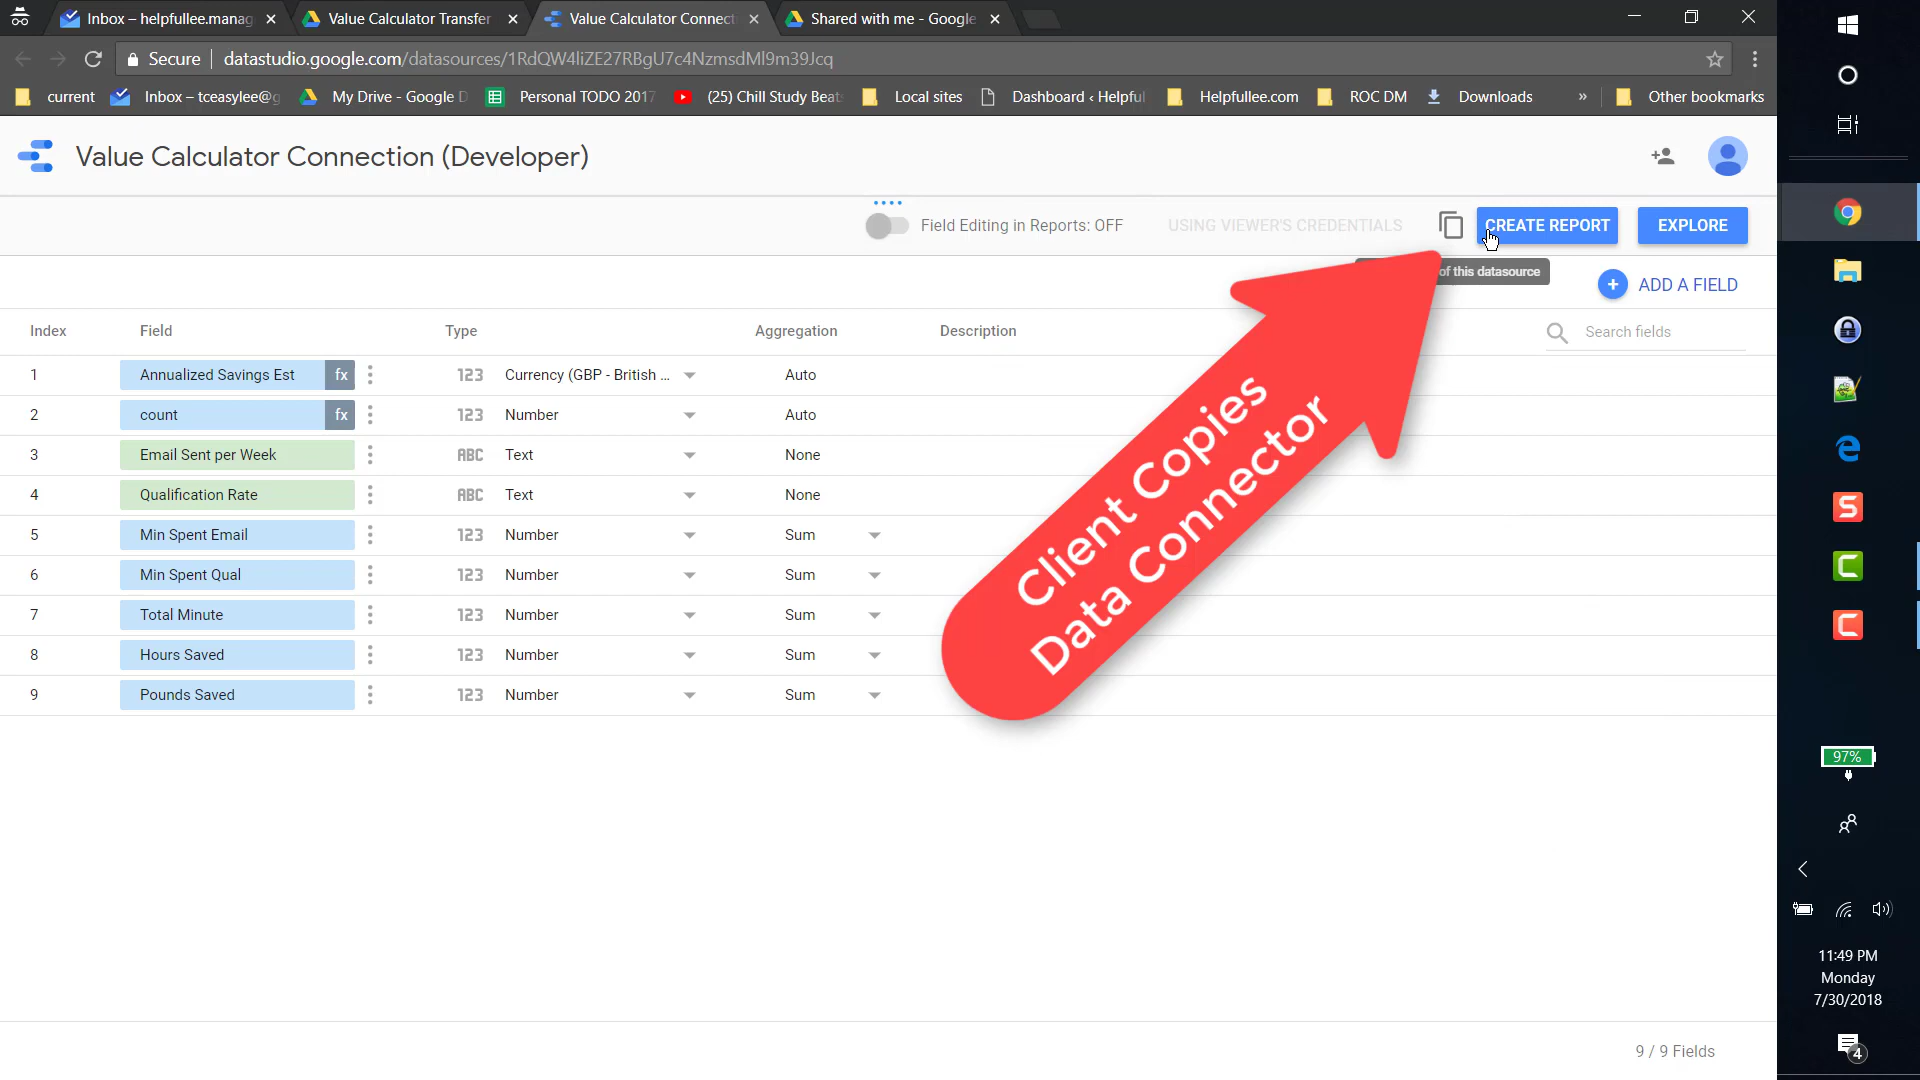 Inbox – helpfullee.manag
Value Calculator Transfer
Value Calculator Connect
Shared with me - Google
Secure
datastudio.google.com/datasources/1RdQW4liZE27RBgU7c4NzmsdMl9m39Jcq
current
Inbox – tceasylee@g
My Drive - Google D
Personal TODO 2017
(25) Chill Study Beat
Local sites
Dashboard ‹ Helpful
Helpfullee.com
ROC DM
Downloads
»
Other bookmarks
Value Calculator Connection (Developer)
Field Editing in Reports: OFF
USING VIEWER'S CREDENTIALS
CREATE REPORT
EXPLORE
of this datasource
ADD A FIELD
Index Field Type Aggregation Description
Search fields
1 Annualized Savings Est fx 123 Currency (GBP - British ... Auto
2 count fx 123 Number Auto
3 Email Sent per Week ABC Text None
4 Qualification Rate ABC Text None
5 Min Spent Email 123 Number Sum
6 Min Spent Qual 123 Number Sum
7 Total Minute 123 Number Sum
8 Hours Saved 123 Number Sum
9 Pounds Saved 123 Number Sum
Client Copies
Data Connector
9 / 9 Fields
97%
11:49 PM
Monday
7/30/2018
4